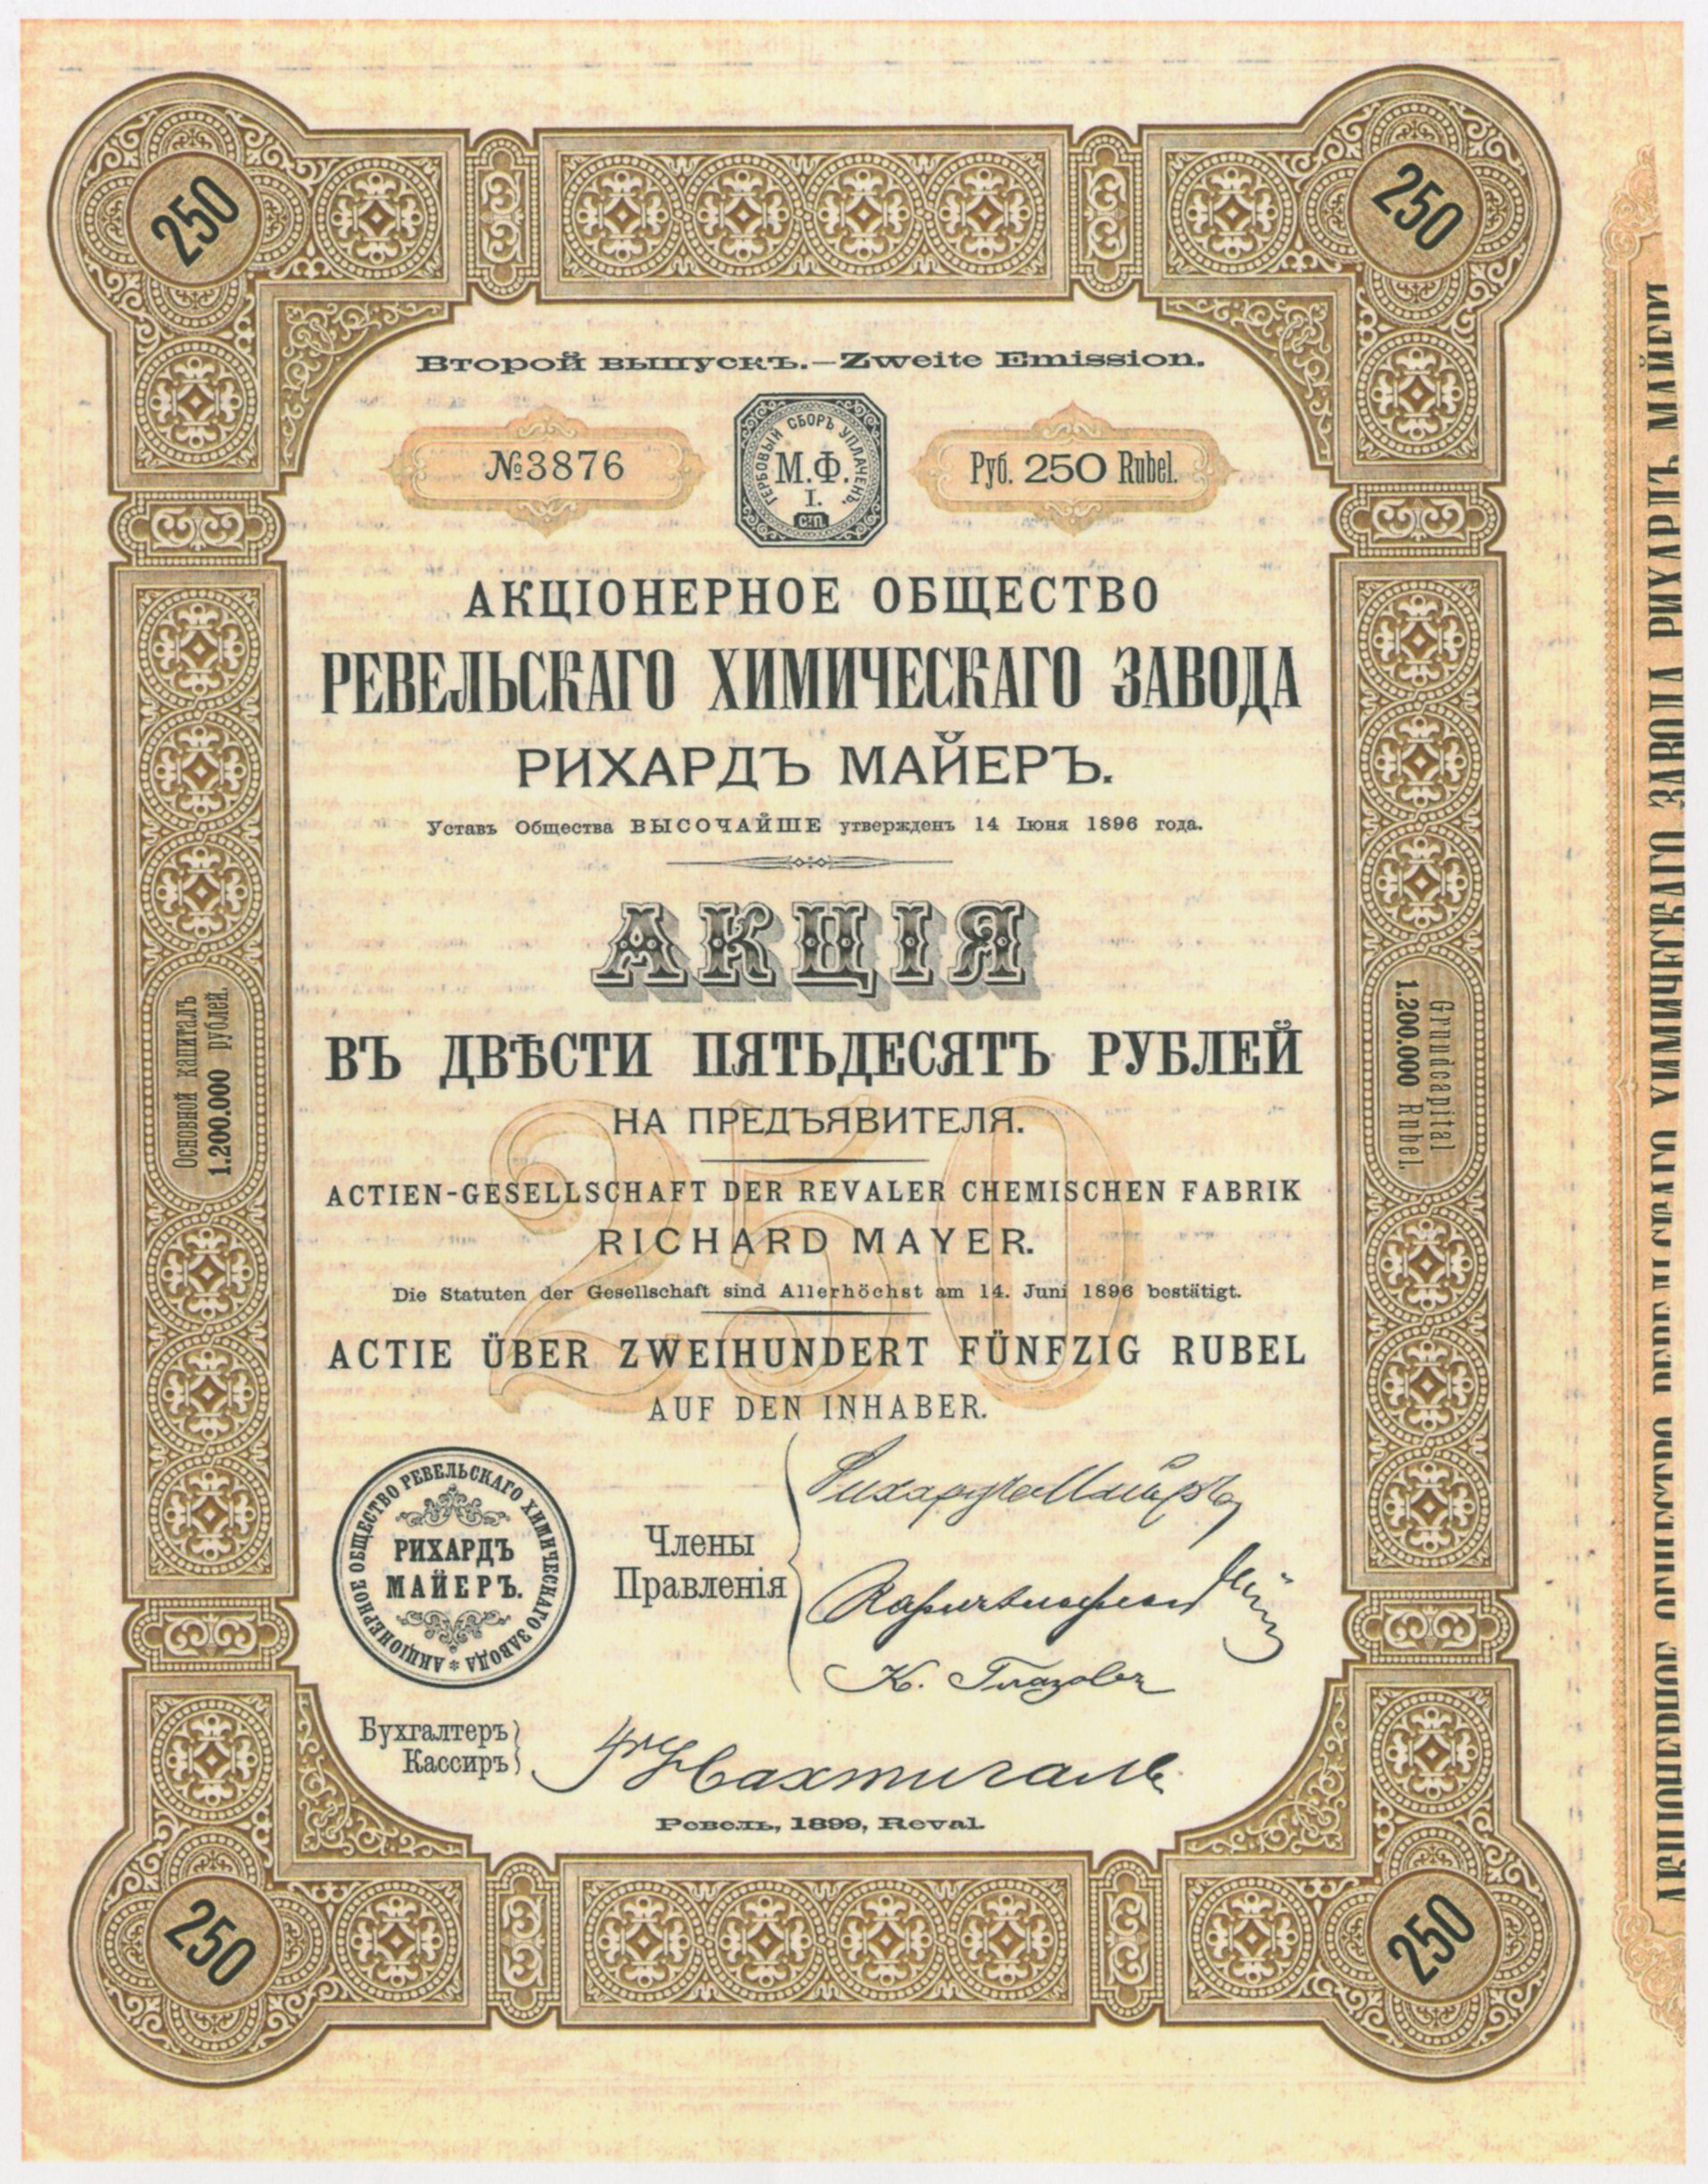 250
250
Второй выпускъ.–Zweite Emission.
№3876
ГЕРБОВЫЙ СБОРЪ УПЛАЧЕНЪ.
М.Ф.
I.
С.П.
Руб. 250 Rubel.
АКЦІОНЕРНОЕ ОБЩЕСТВО
РЕВЕЛЬСКАГО ХИМИЧЕСКАГО ЗАВОДА
РИХАРДЪ МАЙЕРЪ.
Уставъ Общества ВЫСОЧАЙШЕ утвержденъ 14 Іюня 1896 года.
АКЦІЯ
ВЪ ДВѢСТИ ПЯТЬДЕСЯТЪ РУБЛЕЙ
НА ПРЕДЪЯВИТЕЛЯ.
250
ACTIEN-GESELLSCHAFT DER REVALER CHEMISCHEN FABRIK
RICHARD MAYER.
Die Statuten der Gesellschaft sind Allerhöchst am 14. Juni 1896 bestätigt.
ACTIE ÜBER ZWEIHUNDERT FÜNFZIG RUBEL
AUF DEN INHABER.
Основной капиталъ
1.200.000 рублей.
Grundcapital
1.200.000 Rubel.
АКЦІОНЕРНОЕ ОБЩЕСТВО РЕВЕЛЬСКАГО ХИМИЧЕСКАГО ЗАВОДА
РИХАРДЪ
МАЙЕРЪ.
Члены
Правленія
Рихардъ Майеръ
К. Глазовъ
Бухгалтеръ
Кассиръ
Нахтигаль
Ревель, 1899, Reval.
250
250
АКЦІОНЕРНОЕ ОБЩЕСТВО РЕВЕЛЬСКАГО ХИМИЧЕСКАГО ЗАВОДА РИХАРДЪ МАЙЕРЪ